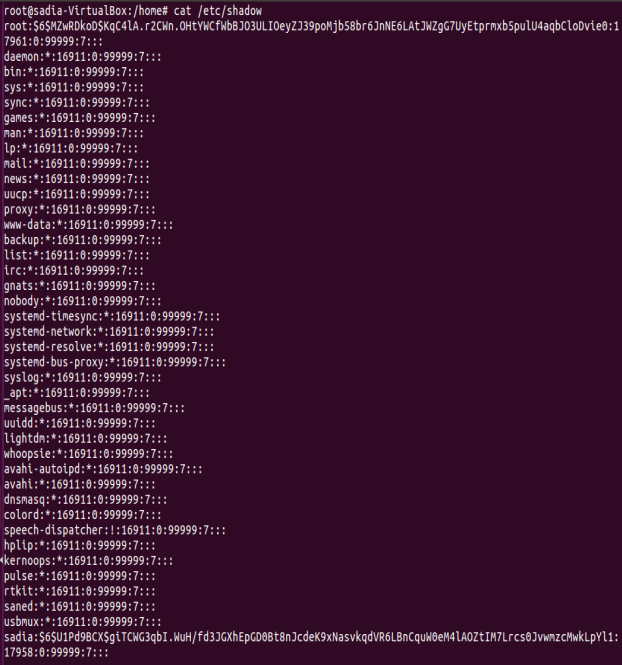 root@sadia-VirtualBox:/home# cat /etc/shadow
root:$6$MZwRDkoD$KqC4lA.r2CWn.OHtYWCfWbBJO3ULIOeyZJ39poMjb58br6JnNE6LAtJWZgG7UyEtprmxb5pulU4aqbCloDvie0:1
7961:0:99999:7:::
daemon:*:16911:0:99999:7:::
bin:*:16911:0:99999:7:::
sys:*:16911:0:99999:7:::
sync:*:16911:0:99999:7:::
games:*:16911:0:99999:7:::
man:*:16911:0:99999:7:::
lp:*:16911:0:99999:7:::
mail:*:16911:0:99999:7:::
news:*:16911:0:99999:7:::
uucp:*:16911:0:99999:7:::
proxy:*:16911:0:99999:7:::
www-data:*:16911:0:99999:7:::
backup:*:16911:0:99999:7:::
list:*:16911:0:99999:7:::
irc:*:16911:0:99999:7:::
gnats:*:16911:0:99999:7:::
nobody:*:16911:0:99999:7:::
systemd-timesync:*:16911:0:99999:7:::
systemd-network:*:16911:0:99999:7:::
systemd-resolve:*:16911:0:99999:7:::
systemd-bus-proxy:*:16911:0:99999:7:::
syslog:*:16911:0:99999:7:::
_apt:*:16911:0:99999:7:::
messagebus:*:16911:0:99999:7:::
uuidd:*:16911:0:99999:7:::
lightdm:*:16911:0:99999:7:::
whoopsie:*:16911:0:99999:7:::
avahi-autoipd:*:16911:0:99999:7:::
avahi:*:16911:0:99999:7:::
dnsmasq:*:16911:0:99999:7:::
colord:*:16911:0:99999:7:::
speech-dispatcher:!:16911:0:99999:7:::
hplip:*:16911:0:99999:7:::
kernoops:*:16911:0:99999:7:::
pulse:*:16911:0:99999:7:::
rtkit:*:16911:0:99999:7:::
saned:*:16911:0:99999:7:::
usbmux:*:16911:0:99999:7:::
sadia:$6$U1Pd9BCX$giTCWG3qbI.WuH/fd3JGXhEpGD0Bt8nJcdeK9xNasvkqdVR6LBnCquW0eM4lAOZtIM7Lrcs0JvwmzcMwkLpYl1:
17958:0:99999:7:::